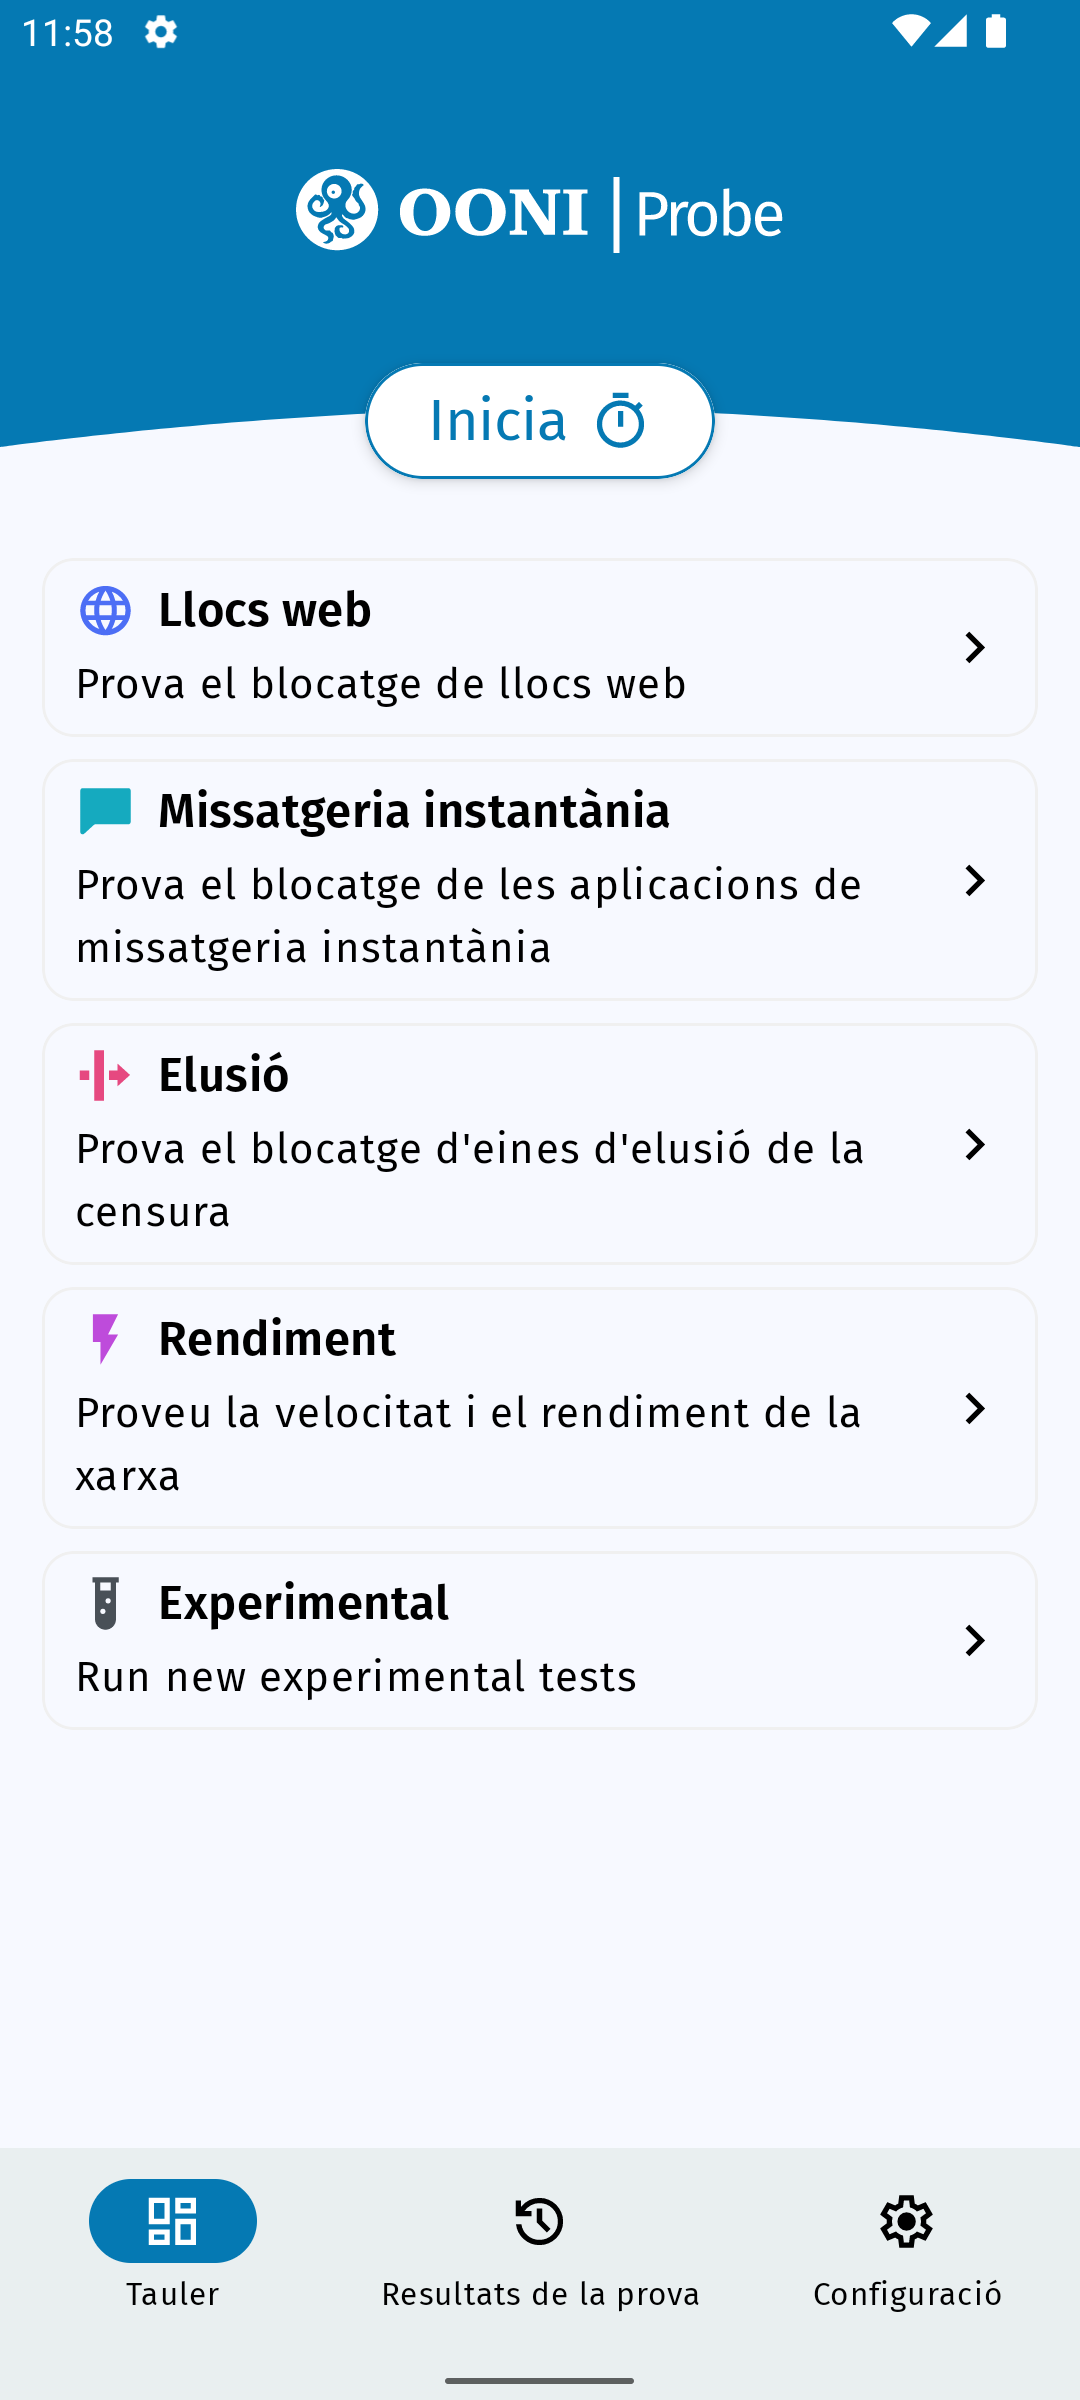 11:58
OONI | Probe
Inicia
Llocs web
Prova el blocatge de llocs web
Missatgeria instantània
Prova el blocatge de les aplicacions de
missatgeria instantània
Elusió
Prova el blocatge d'eines d'elusió de la
censura
Rendiment
Proveu la velocitat i el rendiment de la
xarxa
Experimental
Run new experimental tests
Tauler
Resultats de la prova
Configuració